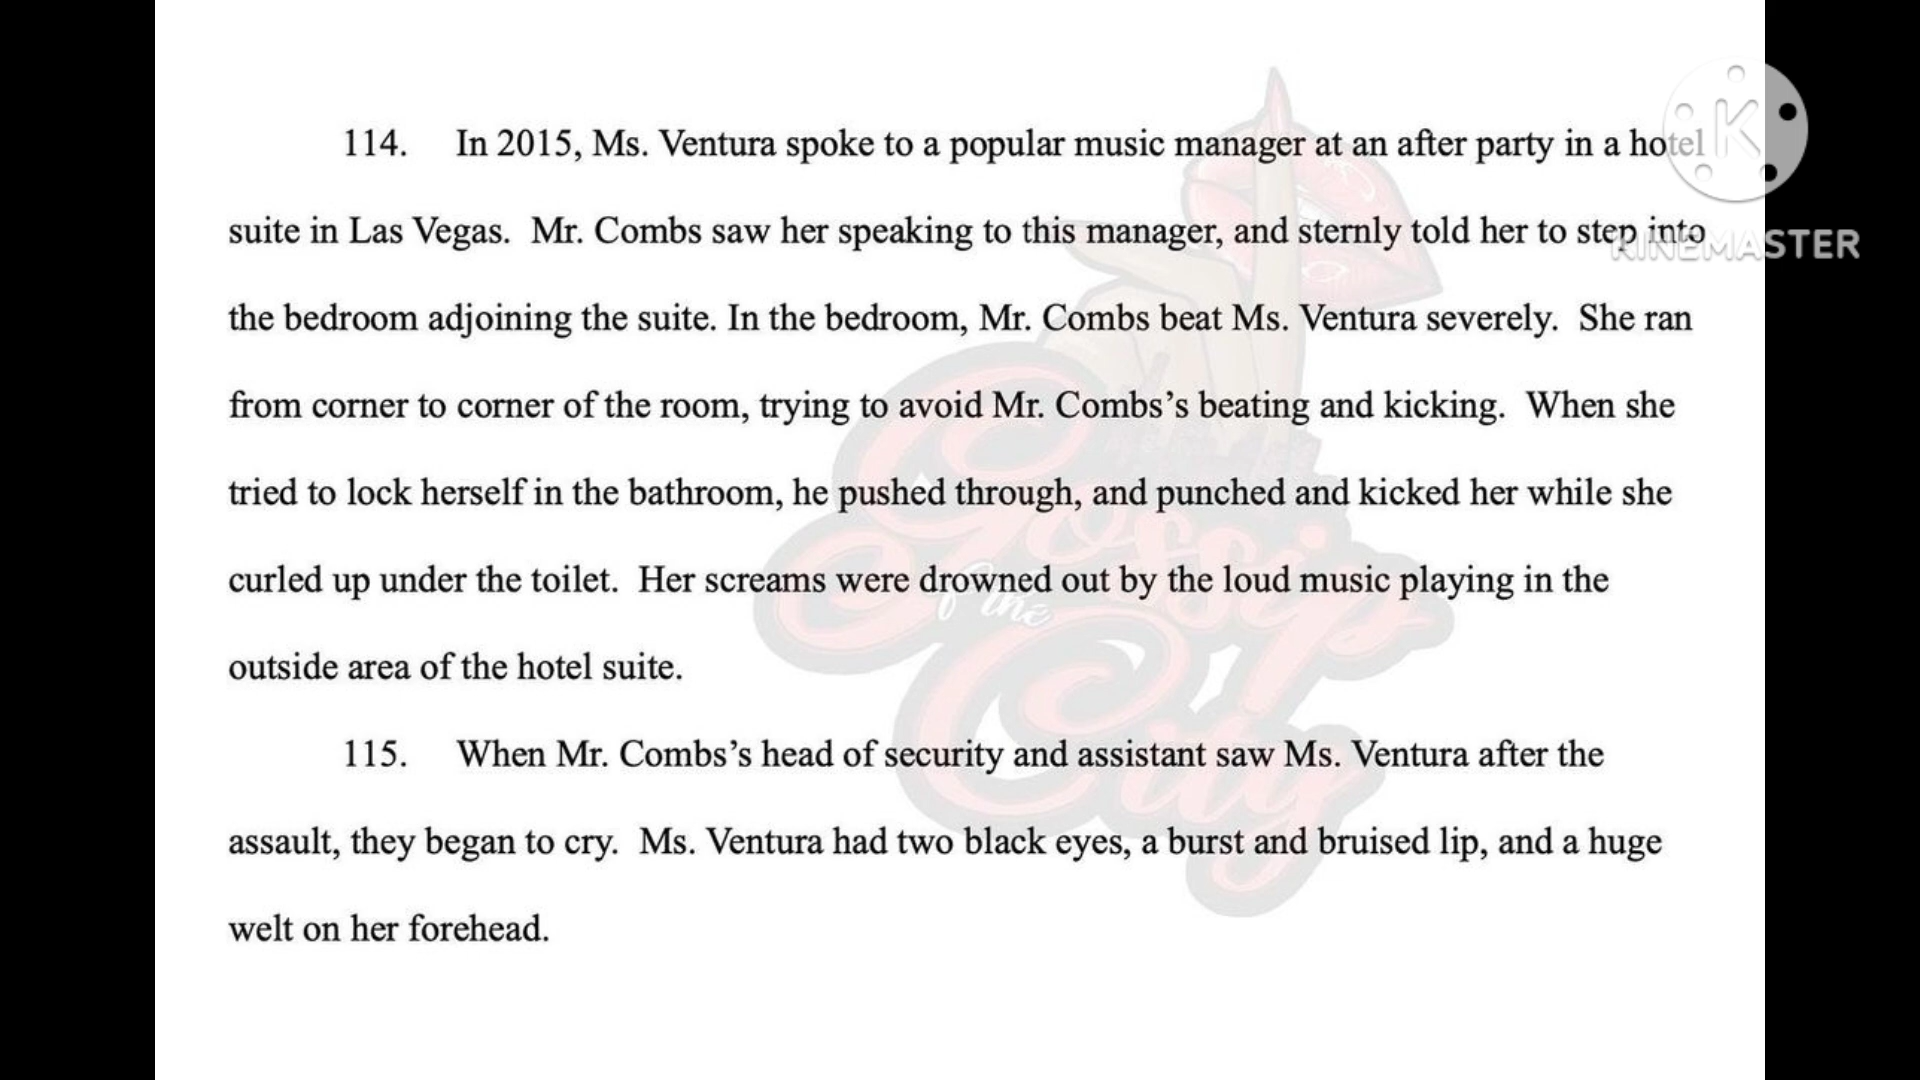 114. In 2015, Ms. Ventura spoke to a popular music manager at an after party in a hotel
suite in Las Vegas. Mr. Combs saw her speaking to this manager, and sternly told her to step into
KINEMASTER
the bedroom adjoining the suite. In the bedroom, Mr. Combs beat Ms. Ventura severely. She ran
from corner to corner of the room, trying to avoid Mr. Combs’s beating and kicking. When she
tried to lock herself in the bathroom, he pushed through, and punched and kicked her while she
curled up under the toilet. Her screams were drowned out by the loud music playing in the
outside area of the hotel suite.
115. When Mr. Combs’s head of security and assistant saw Ms. Ventura after the
assault, they began to cry. Ms. Ventura had two black eyes, a burst and bruised lip, and a huge
welt on her forehead.
Gossip
of the
City
K